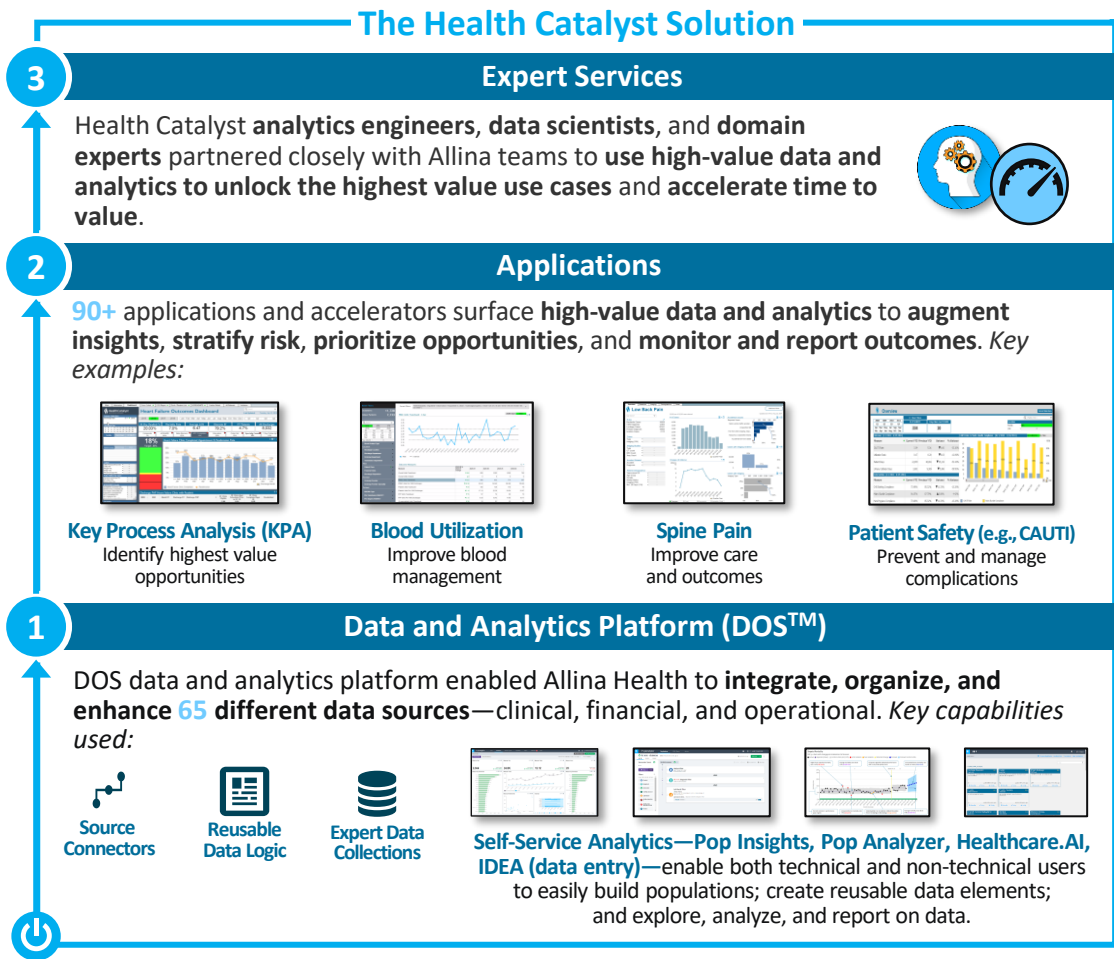 The Health Catalyst Solution
3
Expert Services
Health Catalyst analytics engineers, data scientists, and domain
experts partnered closely with Allina teams to use high-value data and
analytics to unlock the highest value use cases and accelerate time to
value.
2
Applications
90+ applications and accelerators surface high-value data and analytics to augment
insights, stratify risk, prioritize opportunities, and monitor and report outcomes. Key
examples:
Heart Failure Outcomes Dashboard
18%
Low Back Pain
Key Process Analysis (KPA)
Identify highest value
opportunities
Blood Utilization
Improve blood
management
Spine Pain
Improve care
and outcomes
Patient Safety (e.g., CAUTI)
Prevent and manage
complications
1
Data and Analytics Platform (DOS™)
DOS data and analytics platform enabled Allina Health to integrate, organize, and
enhance 65 different data sources—clinical, financial, and operational. Key capabilities
used:
Source
Connectors
Reusable
Data Logic
Expert Data
Collections
Self-Service Analytics—Pop Insights, Pop Analyzer, Healthcare.AI,
IDEA (data entry)—enable both technical and non-technical users
to easily build populations; create reusable data elements;
and explore, analyze, and report on data.